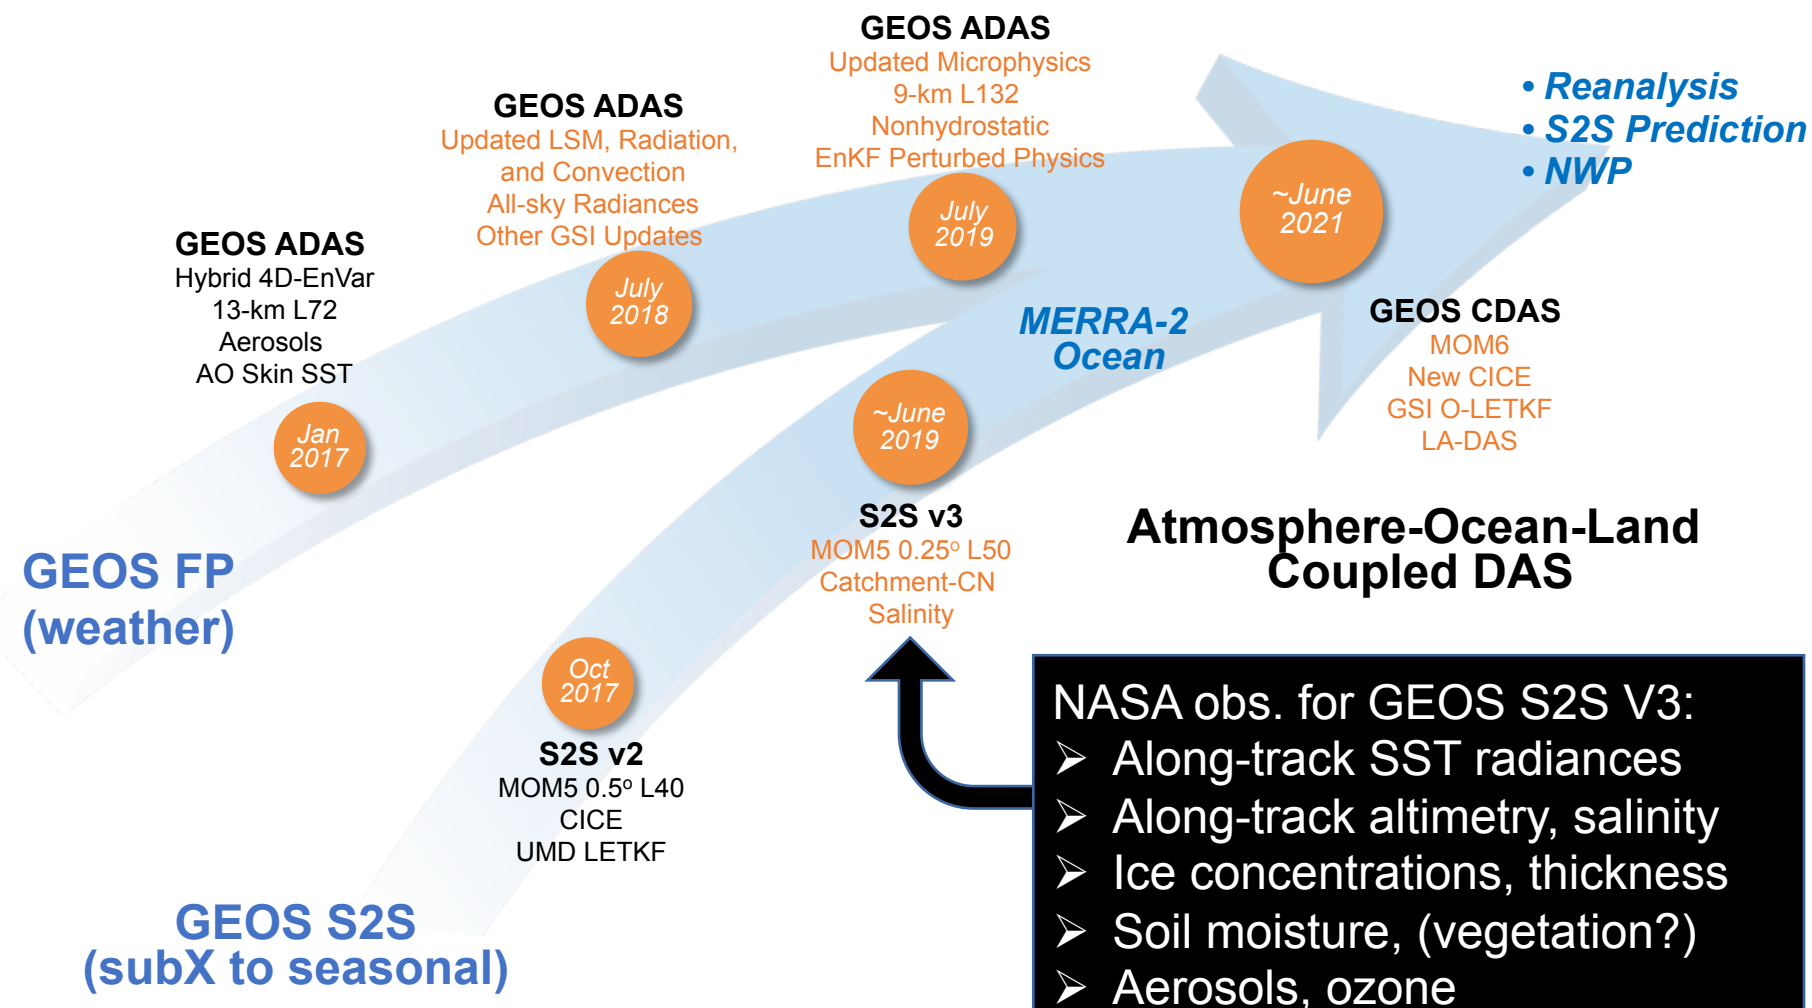 GEOS ADAS
Updated Microphysics
9-km L132
Nonhydrostatic
EnKF Perturbed Physics
July
2019
GEOS ADAS
Updated LSM, Radiation,
and Convection
All-sky Radiances
Other GSI Updates
July
2018
GEOS ADAS
Hybrid 4D-EnVar
13-km L72
Aerosols
AO Skin SST
Jan
2017
~June
2021
• Reanalysis
• S2S Prediction
• NWP
MERRA-2
Ocean
GEOS CDAS
MOM6
New CICE
GSI O-LETKF
LA-DAS
~June
2019
S2S v3
MOM5 0.25º L50
Catchment-CN
Salinity
Atmosphere-Ocean-Land
Coupled DAS
GEOS FP
(weather)
Oct
2017
S2S v2
MOM5 0.5º L40
CICE
UMD LETKF
GEOS S2S
(subX to seasonal)
NASA obs. for GEOS S2S V3:
➢ Along-track SST radiances
➢ Along-track altimetry, salinity
➢ Ice concentrations, thickness
➢ Soil moisture, (vegetation?)
➢ Aerosols, ozone